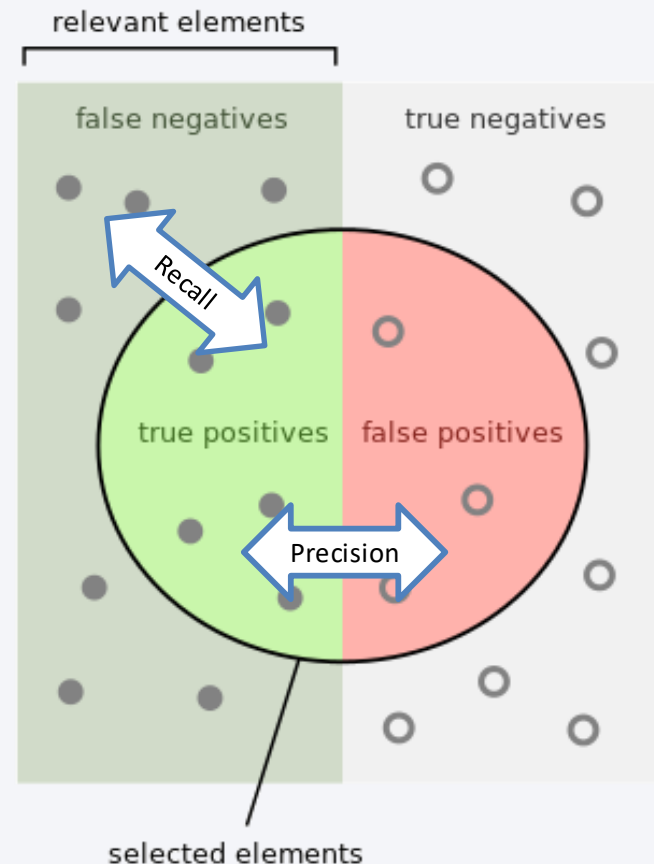 relevant elements
false negatives
true negatives
Recall
true positives
false positives
Precision
selected elements